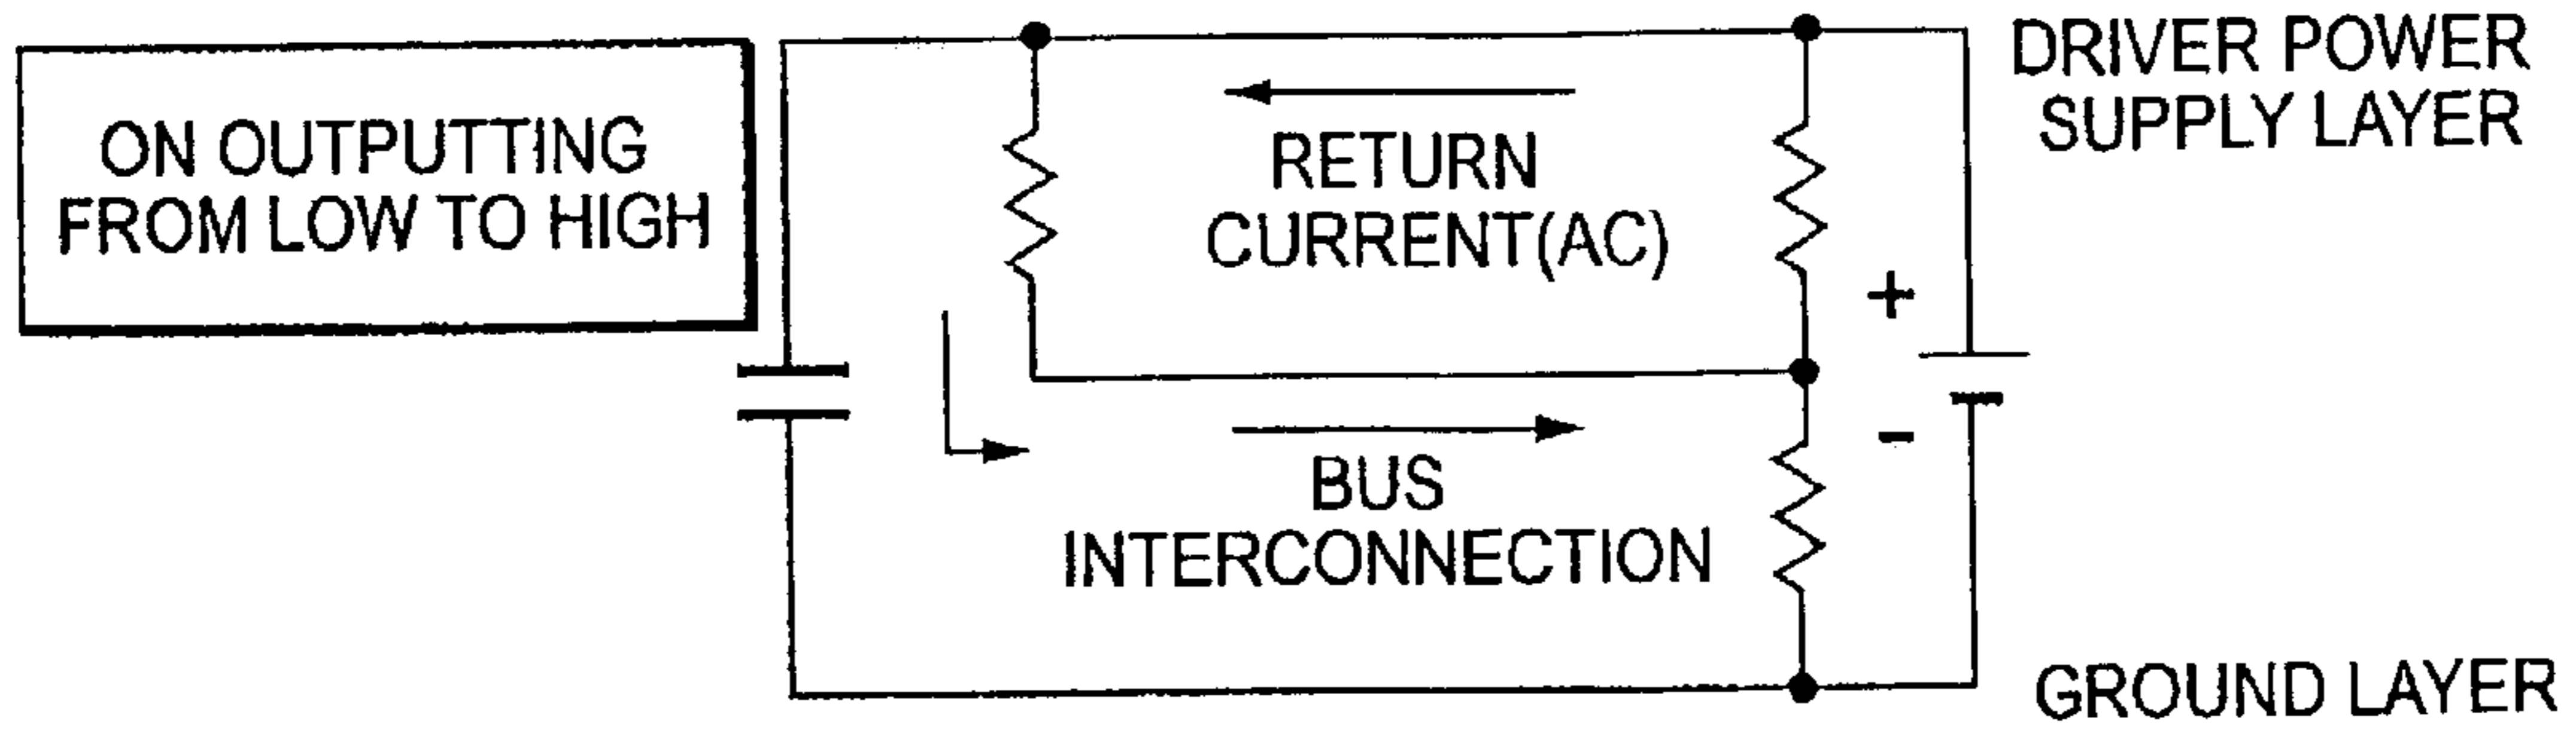 ON OUTPUTTING
FROM LOW TO HIGH
RETURN
CURRENT(AC)
DRIVER POWER
SUPPLY LAYER
+
-
BUS
INTERCONNECTION
GROUND LAYER